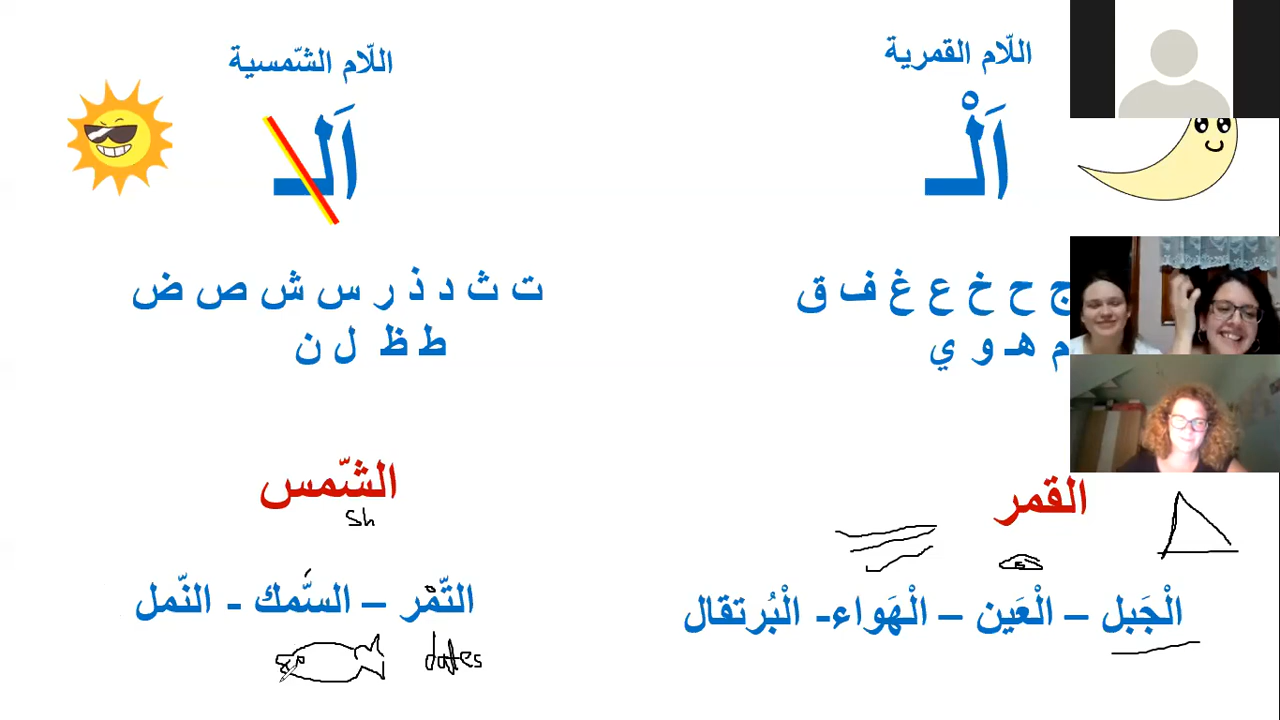 اللّام القمرية
اَلْـ
ج ح خ ع غ ف ق
م هـ و ي
القمر
الْجَبل – الْعَين – الْهَواء- الْبُرتقال
اللّام الشّمسية
اَلـ
ت ث د ذ ر س ش ص ض
ط ظ ل ن
الشّمس
sh
التّمْر – السَّمك - النّمل
dates